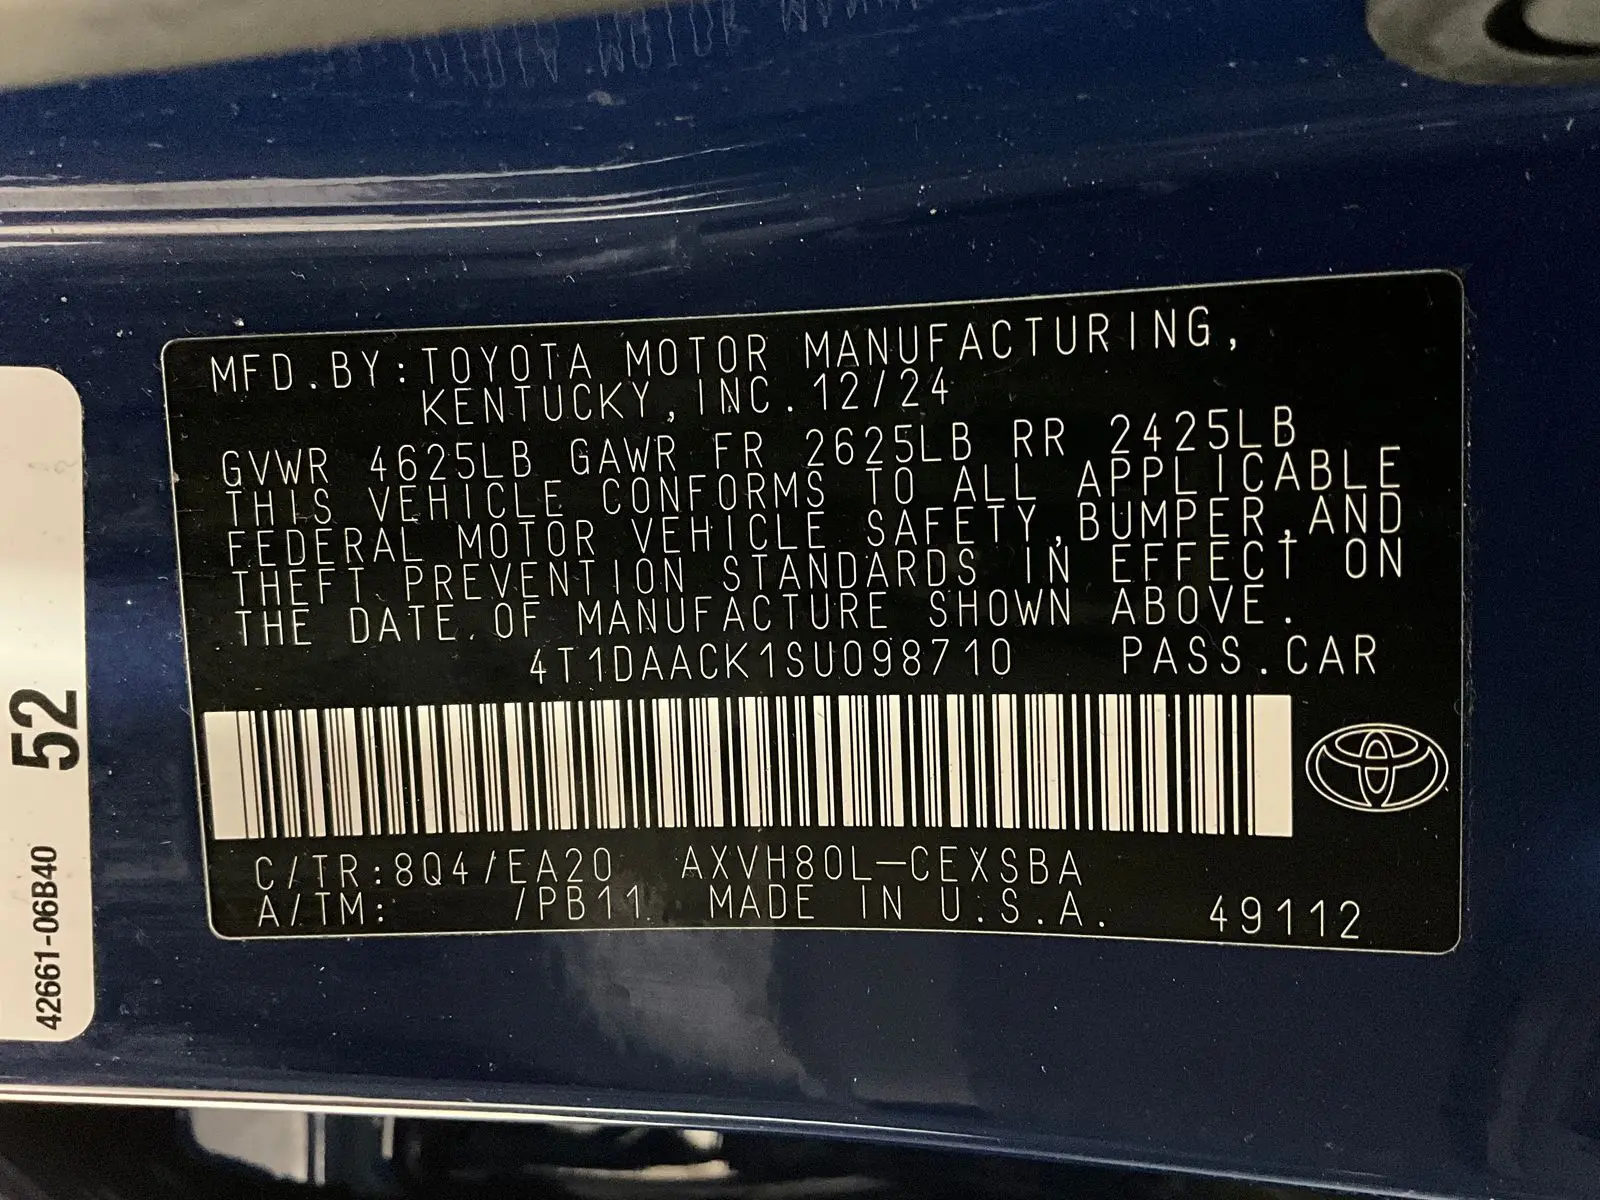 TOYOTA MOTOR
MFD.BY:TOYOTA MOTOR MANUFACTURING,
KENTUCKY,INC. 12/24
GVWR 4625LB GAWR FR 2625LB RR 2425LB
THIS VEHICLE CONFORMS TO ALL APPLICABLE
FEDERAL MOTOR VEHICLE SAFETY,BUMPER,AND
THEFT PREVENTION STANDARDS IN EFFECT ON
THE DATE OF MANUFACTURE SHOWN ABOVE.
4T1DAACK1SU098710 PASS.CAR
C/TR:8Q4/EA20 AXVH80L-CEXSBA
A/TM: /PB11 MADE IN U.S.A. 49112
52
42661-06B40